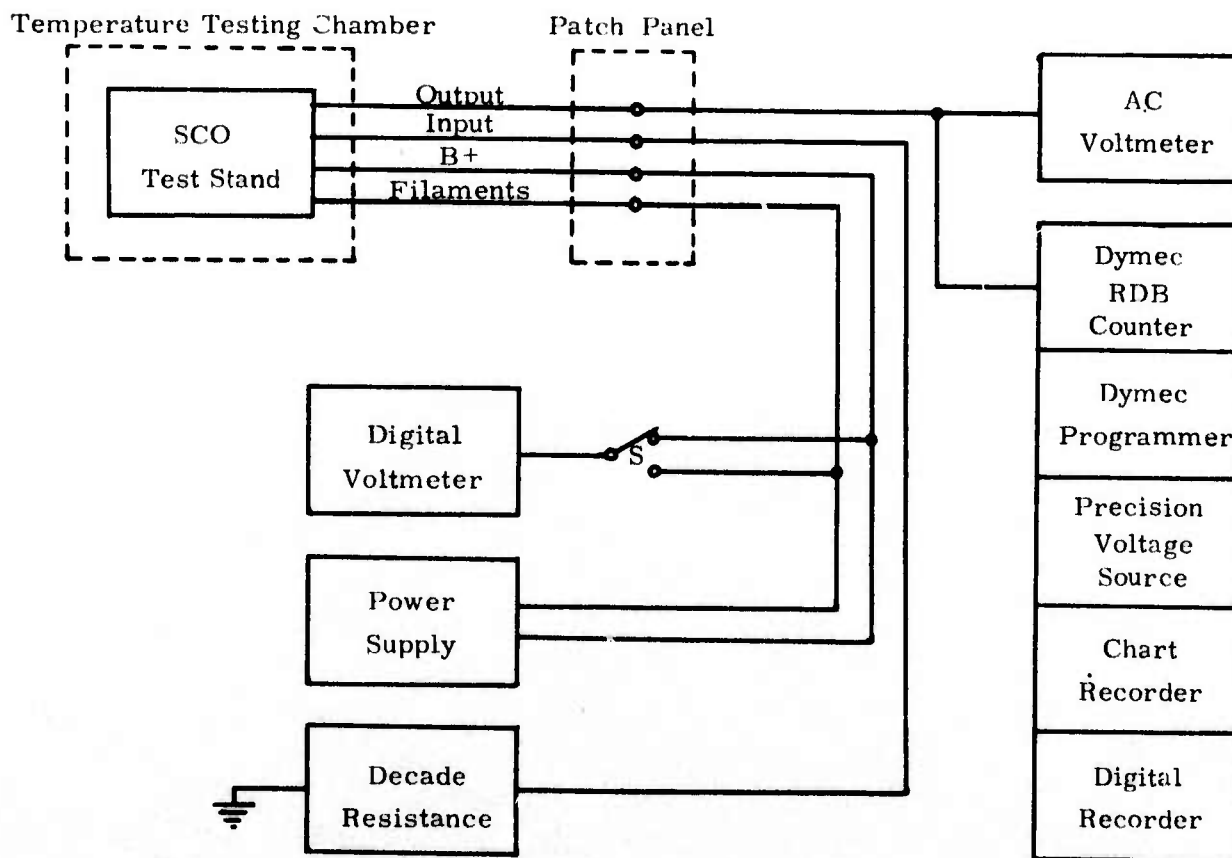 Temperature Testing Chamber
Patch Panel
SCO
Test Stand
Output
Input
B+
Filaments
AC
Voltmeter
Dymec
RDB
Counter
Dymec
Programmer
Digital
Voltmeter
S
Precision
Voltage
Source
Power
Supply
Chart
Recorder
Decade
Resistance
Digital
Recorder